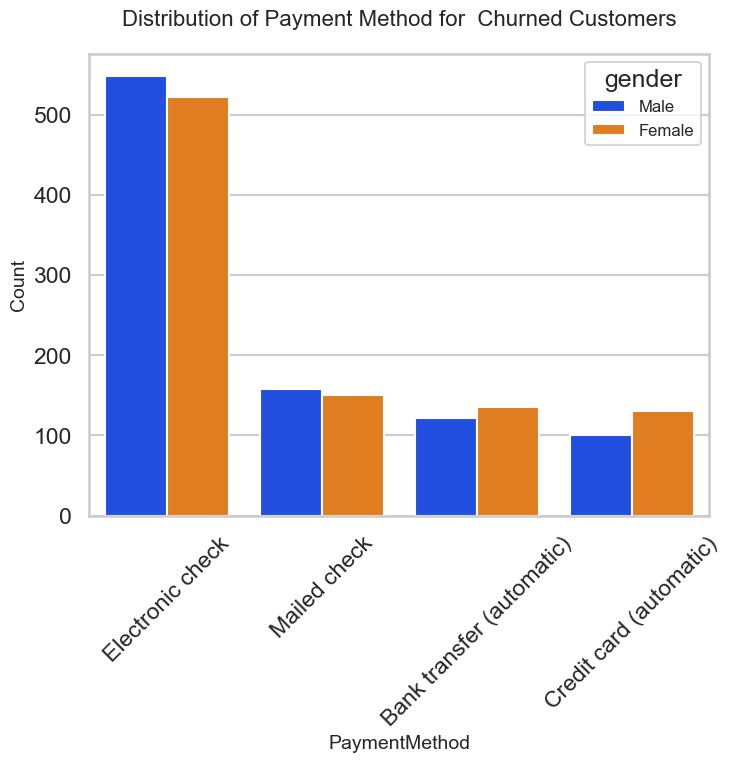 Distribution of Payment Method for  Churned Customers
gender
Male
Female
500
400
300
200
100
0
Count
Electronic check
Mailed check
Bank transfer (automatic)
Credit card (automatic)
PaymentMethod